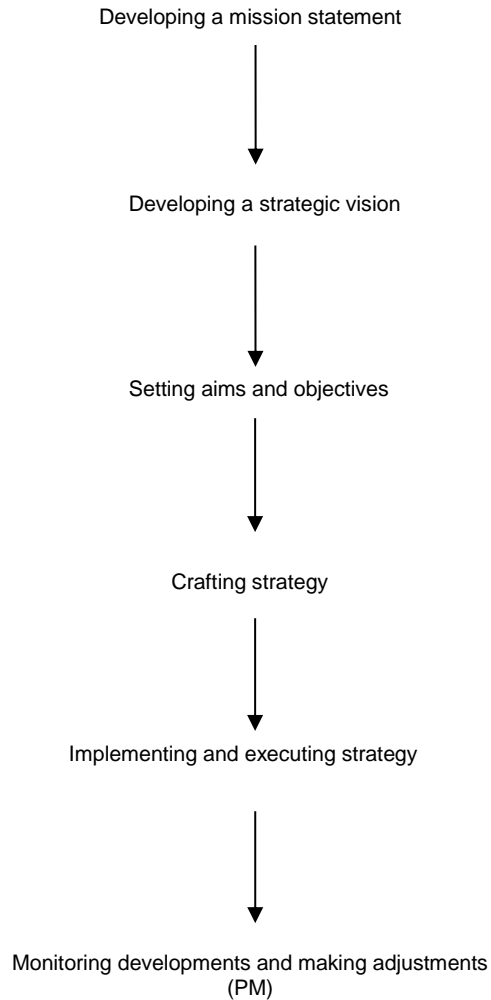 Developing a mission statement
Developing a strategic vision
Setting aims and objectives
Crafting strategy
Implementing and executing strategy
Monitoring developments and making adjustments
(PM)